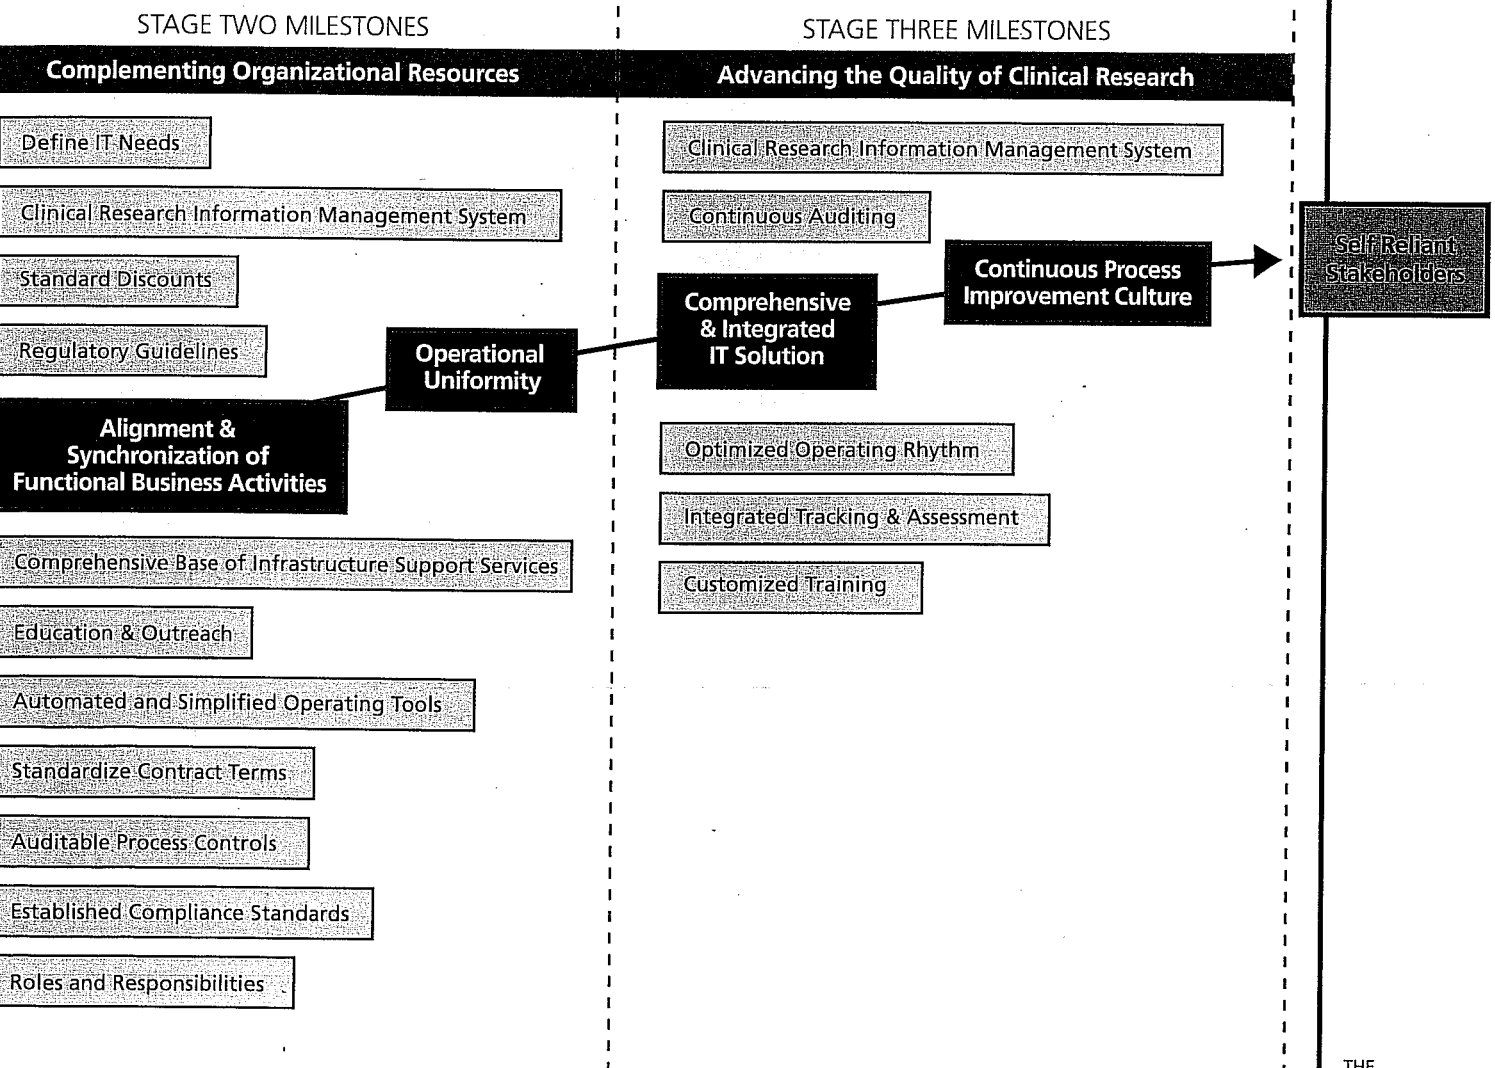 STAGE TWO MILESTONES
Complementing Organizational Resources
Define IT Needs
Clinical Research Information Management System
Standard Discounts
Regulatory Guidelines
Operational
Uniformity
Alignment &
Synchronization of
Functional Business Activities
Comprehensive Base of Infrastructure Support Services
Education & Outreach
Automated and Simplified Operating Tools
Standardize Contract Terms
Auditable Process Controls
Established Compliance Standards
Roles and Responsibilities
STAGE THREE MILESTONES
Advancing the Quality of Clinical Research
Clinical Research Information Management System
Continuous Auditing
Continuous Process
Improvement Culture
Comprehensive
& Integrated
IT Solution
Optimized Operating Rhythm
Integrated Tracking & Assessment
Customized Training
Self Reliant
Stakeholders
THE